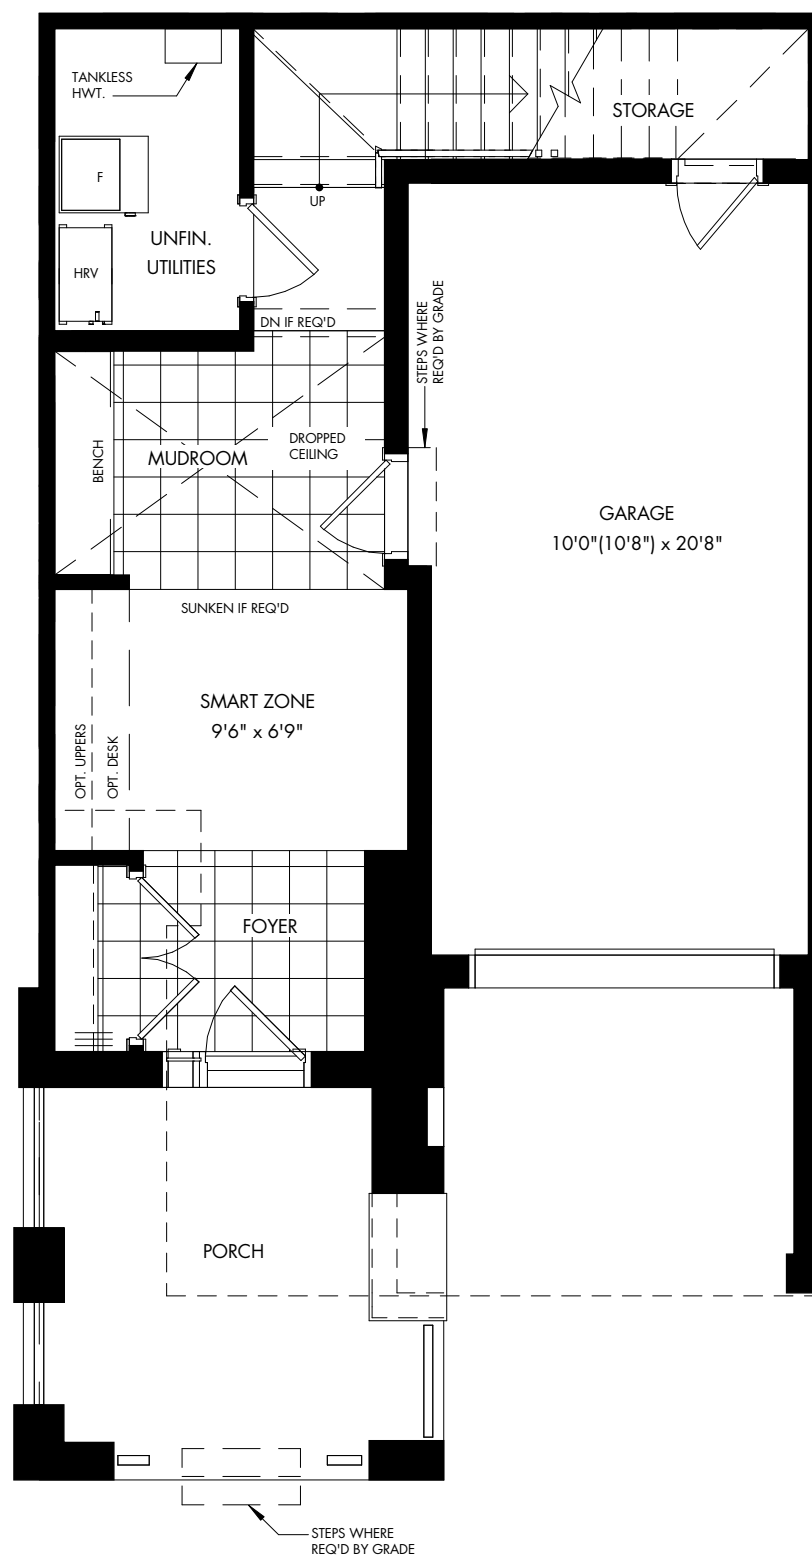 TANKLESS
HWT.
STORAGE
F
UP
UNFIN.
UTILITIES
HRV
DN IF REQ'D
STEPS WHERE
REQ'D BY GRADE
BENCH
MUDROOM
DROPPED
CEILING
GARAGE
10'0"(10'8") x 20'8"
SUNKEN IF REQ'D
SMART ZONE
9'6" x 6'9"
OPT. UPPERS
OPT. DESK
FOYER
PORCH
STEPS WHERE
REQ'D BY GRADE